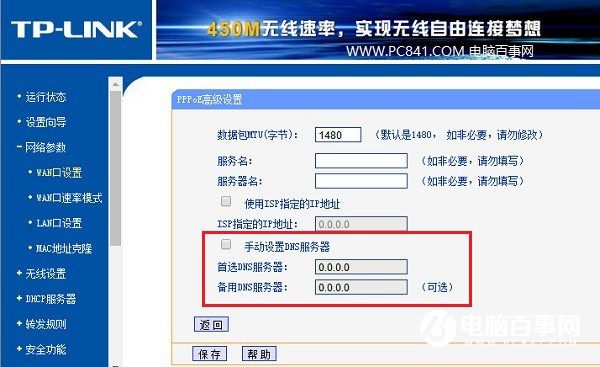 TP-LINK
450M无线速率，实现无线自由连接梦想
WWW.PC841.COM 电脑百事网
运行状态
设置向导
网络参数
WAN口设置
WAN口速率模式
LAN口设置
MAC地址克隆
无线设置
DHCP服务器
转发规则
安全功能
PPPoE高级设置
数据包MTU(字节)： 1480 （默认是1480，如非必要，请勿修改）
服务名： （如非必要，请勿填写）
服务器名： （如非必要，请勿填写）
使用ISP指定的IP地址
ISP指定的IP地址： 0.0.0.0
手动设置DNS服务器
首选DNS服务器： 0.0.0.0
备用DNS服务器： 0.0.0.0 （可选）
返回
保存 帮助
电脑百事网